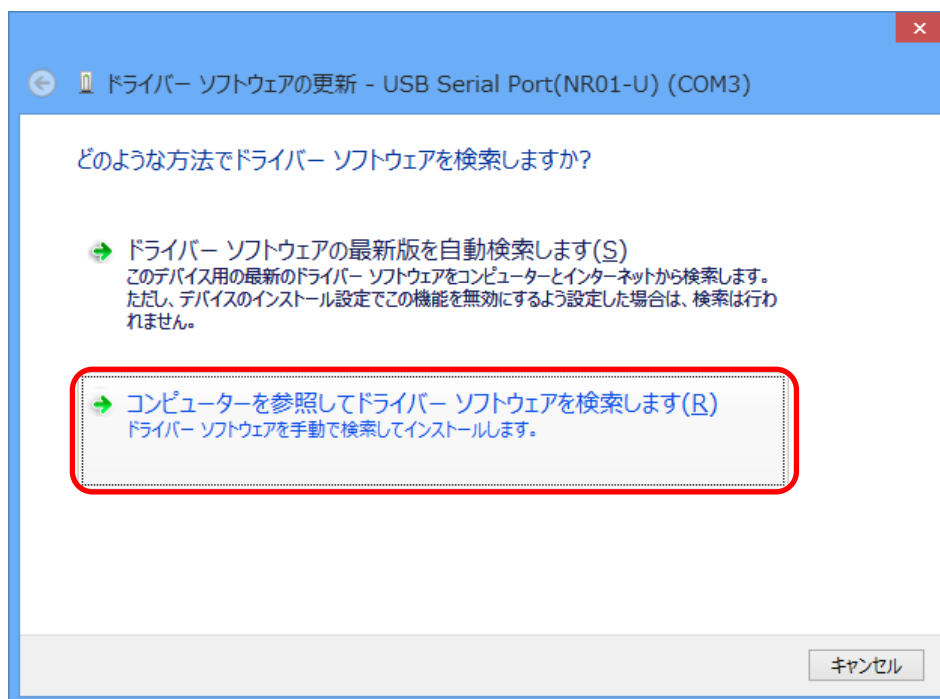 ドライバー ソフトウェアの更新 - USB Serial Port(NR01-U) (COM3)
どのような方法でドライバー ソフトウェアを検索しますか?
ドライバー ソフトウェアの最新版を自動検索します(S)
このデバイス用の最新のドライバー ソフトウェアをコンピューターとインターネットから検索します。
ただし、デバイスのインストール設定でこの機能を無効にするよう設定した場合は、検索は行わ
れません。
コンピューターを参照してドライバー ソフトウェアを検索します(R)
ドライバー ソフトウェアを手動で検索してインストールします。
キャンセル